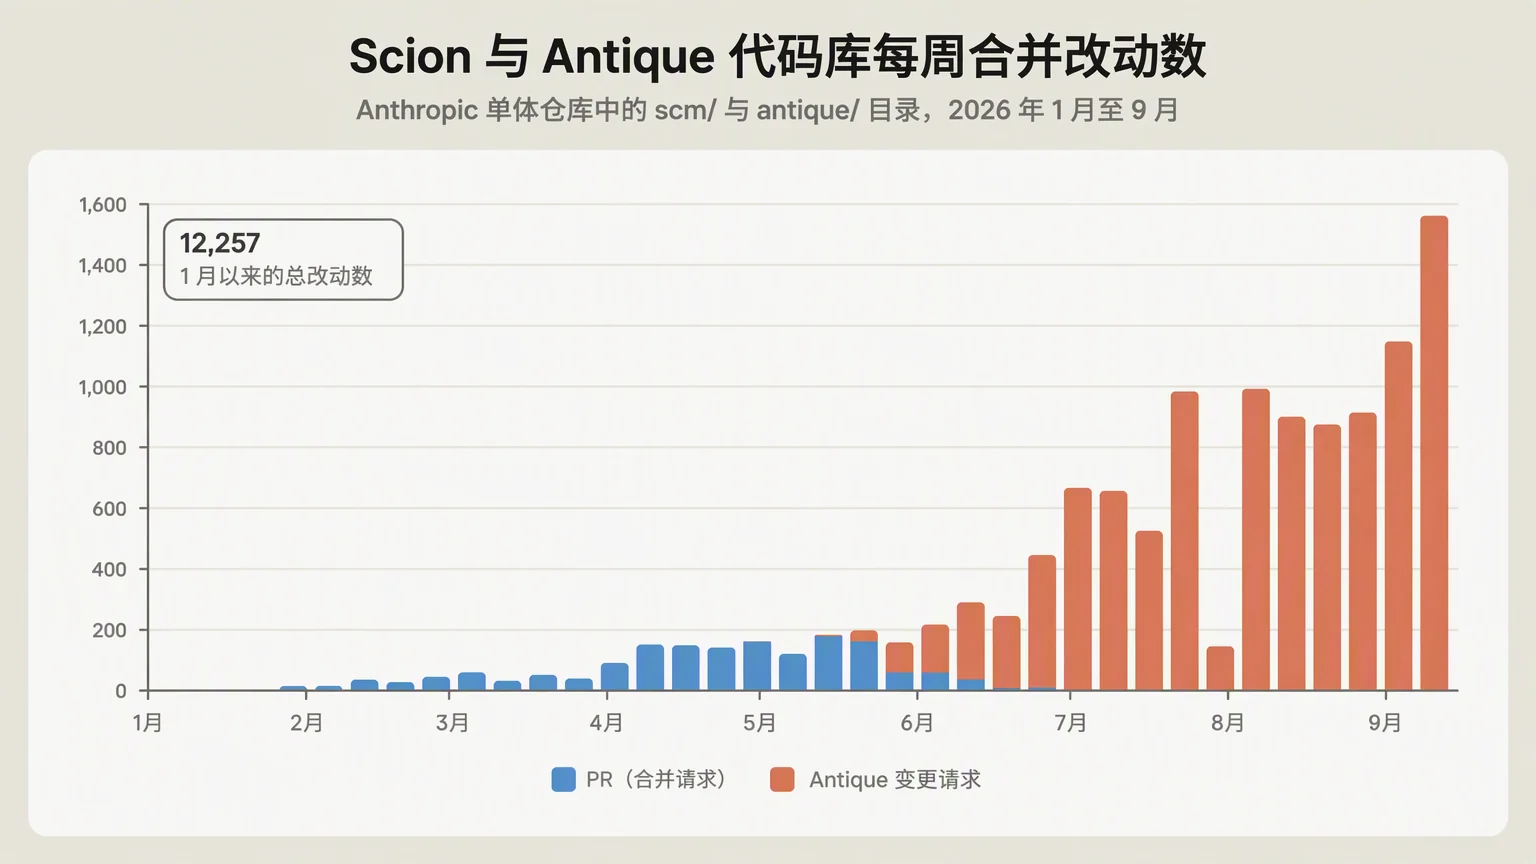 Scion 与 Antique 代码库每周合并改动数
Anthropic 单体仓库中的 scm/ 与 antique/ 目录，2026 年 1 月至 9 月
1,600
1,400
1,200
1,000
800
600
400
200
0
12,257
1 月以来的总改动数
1月
2月
3月
4月
5月
6月
7月
8月
9月
PR（合并请求）
Antique 变更请求